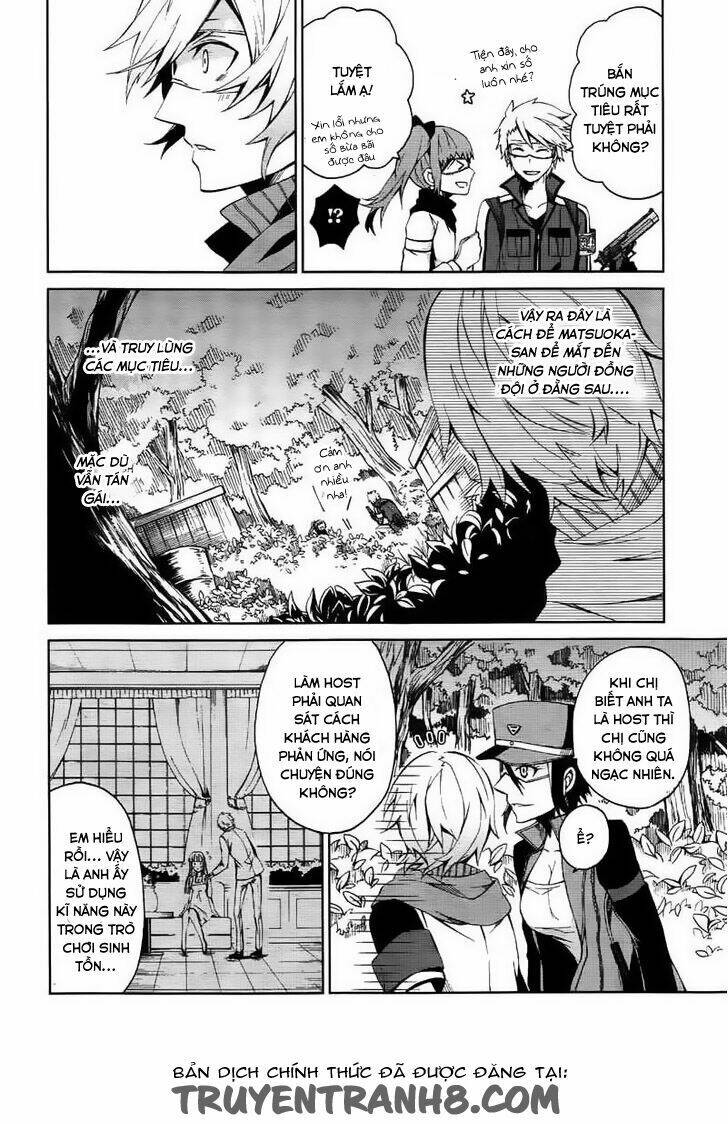 BẮN
TRÚNG MỤC
TIÊU RẤT
TUYỆT PHẢI
KHÔNG?
Tiện đây, cho
anh xin số
luôn nhé?
TUYỆT
LẮM Ạ!
Xin lỗi nhưng
em không cho
số bừa bãi
được đâu
!?
VẬY RA ĐÂY LÀ
CÁCH ĐỂ MATSUOKA-
SAN ĐỂ MẮT ĐẾN
NHỮNG NGƯỜI ĐỒNG
ĐỘI Ở ĐẰNG SAU....
...VÀ TRUY LÙNG
CÁC MỤC TIÊU...
MẶC DÙ
VẪN TÁN
GÁI...
Cảm
ơn anh
nhiều
nha!
KHI CHỊ
BIẾT ANH TA
LÀ HOST THÌ
CHỊ CŨNG
KHÔNG QUÁ
NGẠC NHIÊN.
Ể?
LÀM HOST
PHẢI QUAN
SÁT CÁCH
KHÁCH HÀNG
PHẢN ỨNG, NÓI
CHUYỆN ĐÚNG
KHÔNG?
EM HIỂU
RỒI... VẬY
LÀ ANH ẤY
SỬ DỤNG
KĨ NĂNG NÀY
TRONG TRÒ
CHƠI SINH
TỒN...
BẢN DỊCH CHÍNH THỨC ĐÃ ĐƯỢC ĐĂNG TẠI:
TRUYENTRANH8.COM